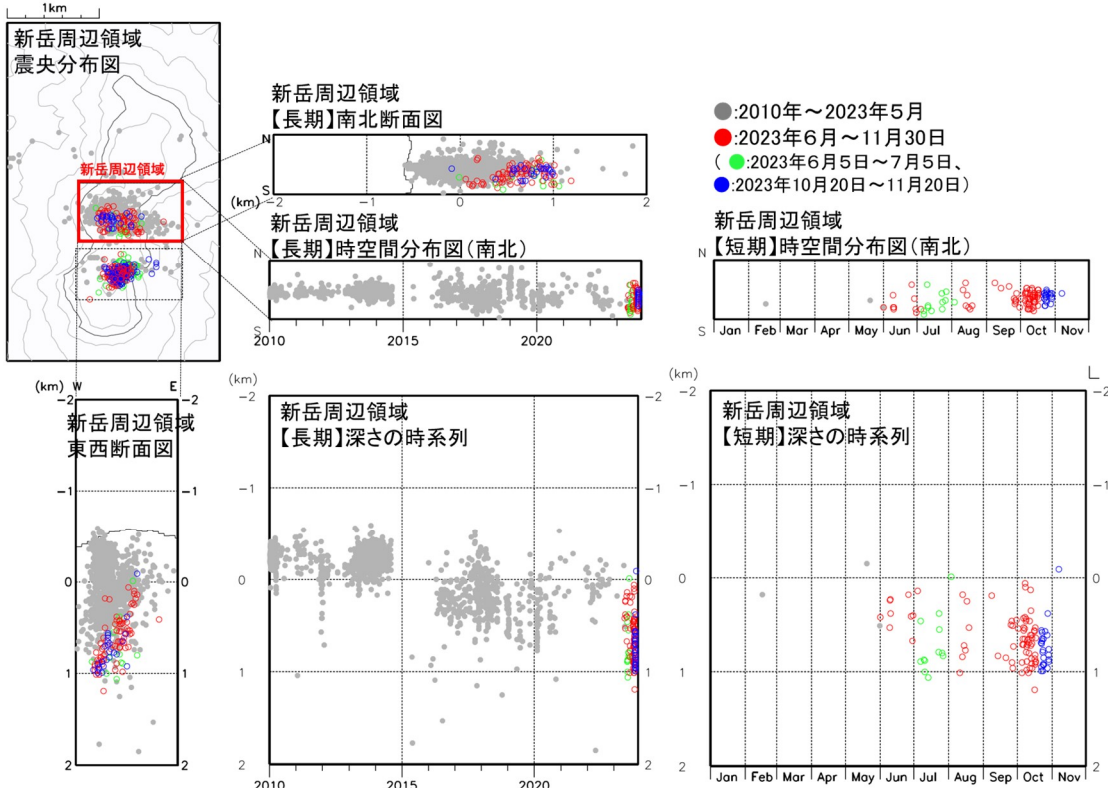 1km
新岳周辺領域
震央分布図
新岳周辺領域
新岳周辺領域
【長期】南北断面図
N
S
(km) -2 -1 0 1 2
新岳周辺領域
【長期】時空間分布図(南北)
N
S
2010 2015 2020
●:2010年～2023年5月
●:2023年6月～11月30日
( ●:2023年6月5日～7月5日、
●:2023年10月20日～11月20日)
新岳周辺領域
【短期】時空間分布図(南北)
N
S
Jan Feb Mar Apr May Jun Jul Aug Sep Oct Nov
(km) W E
-2 -2
新岳周辺領域
東西断面図
-1 -1
0 0
1 1
2 2
(km)
-2
新岳周辺領域
【長期】深さの時系列
-1
0
1
2
2010 2015 2020
(km)
-2
新岳周辺領域
【短期】深さの時系列
-1
0
1
2
Jan Feb Mar Apr May Jun Jul Aug Sep Oct Nov